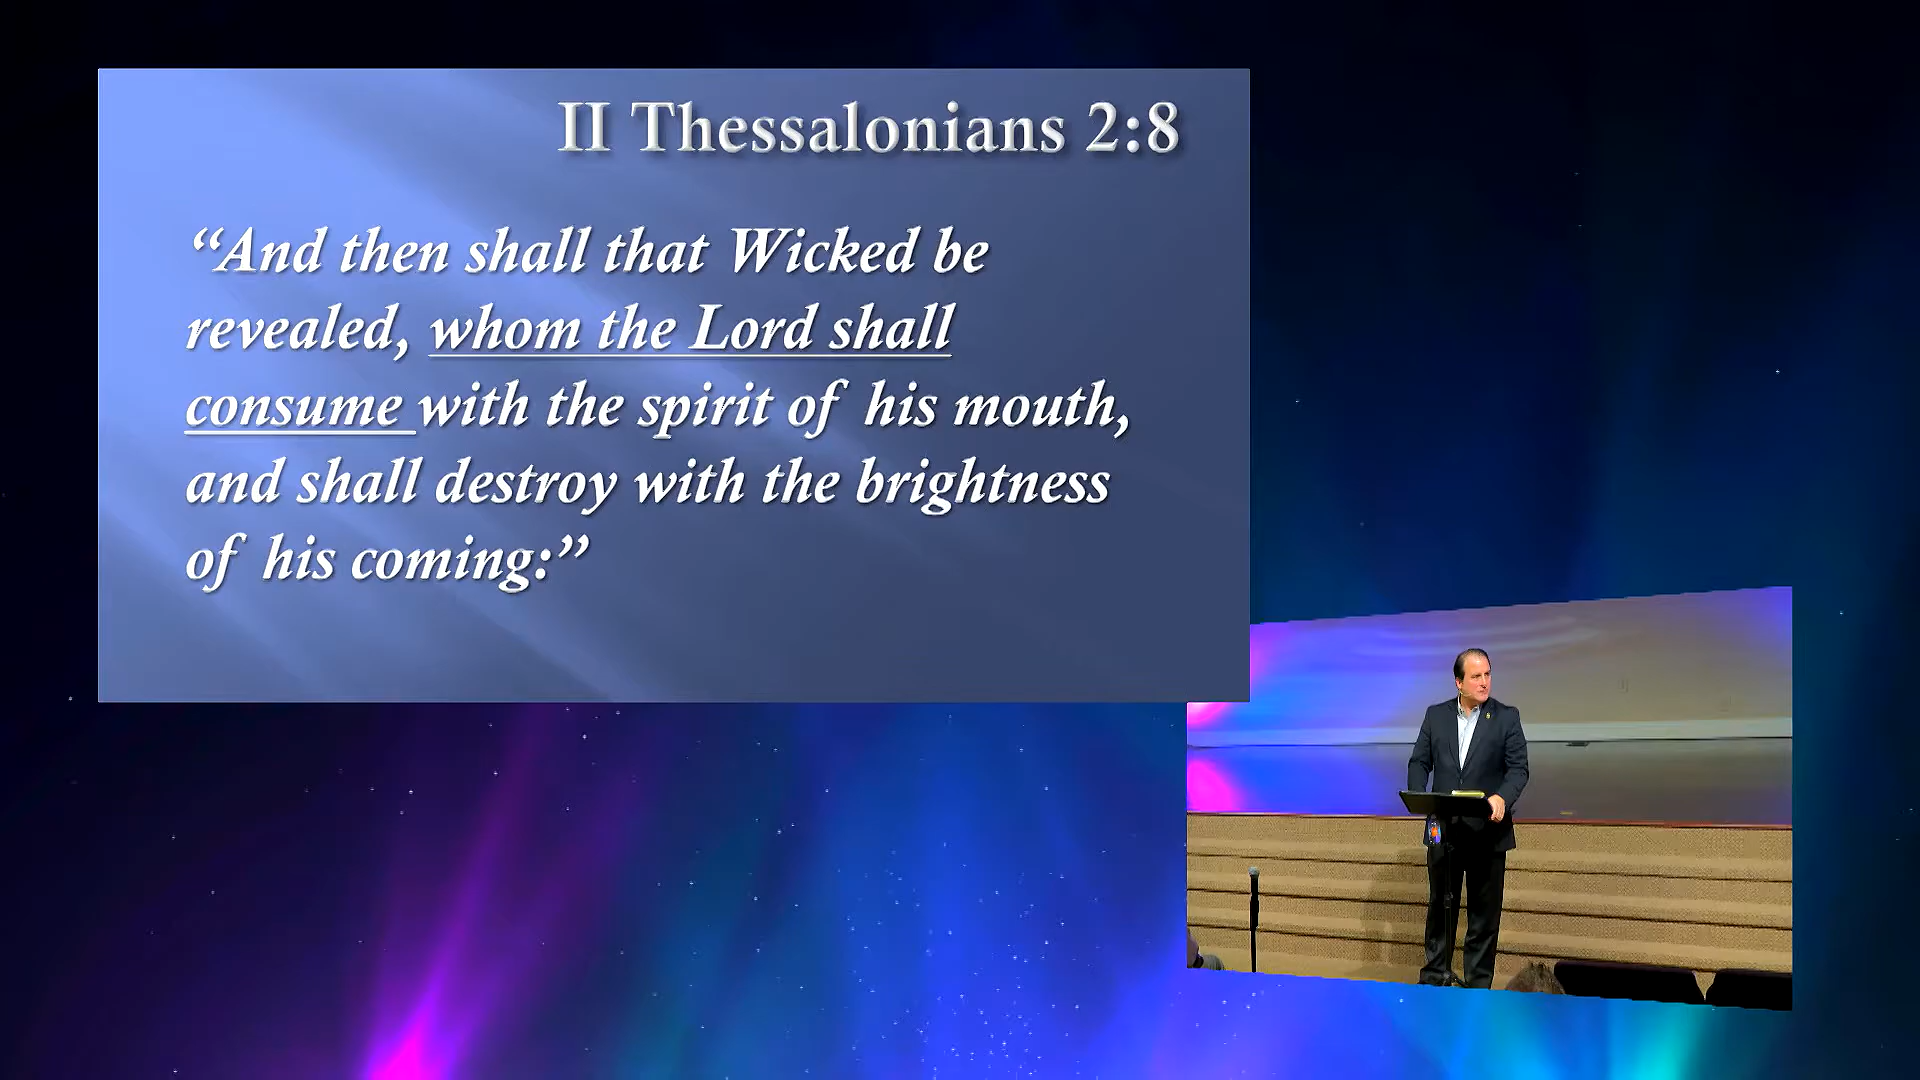 II Thessalonians 2:8
“And then shall that Wicked be
revealed, whom the Lord shall
consume with the spirit of his mouth,
and shall destroy with the brightness
of his coming:”